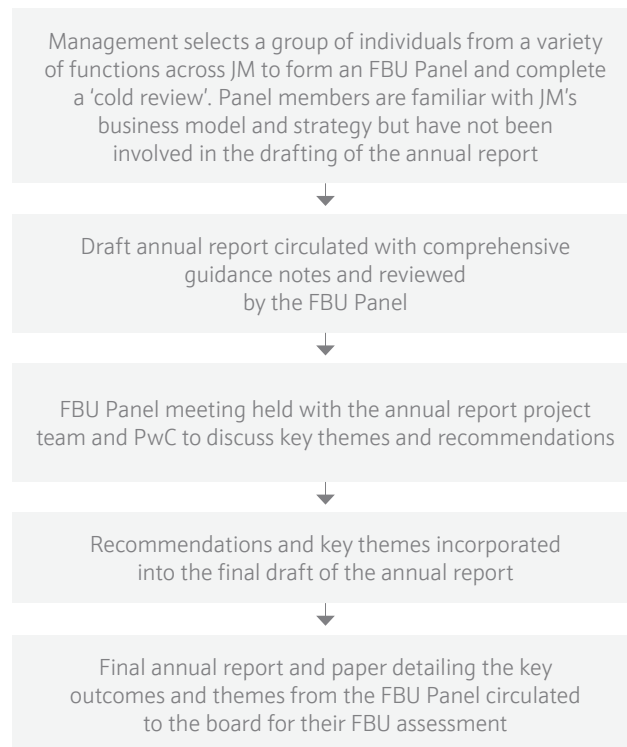 Management selects a group of individuals from a variety
of functions across JM to form an FBU Panel and complete
a ‘cold review’. Panel members are familiar with JM’s
business model and strategy but have not been
involved in the drafting of the annual report
Draft annual report circulated with comprehensive
guidance notes and reviewed
by the FBU Panel
FBU Panel meeting held with the annual report project
team and PwC to discuss key themes and recommendations
Recommendations and key themes incorporated
into the final draft of the annual report
Final annual report and paper detailing the key
outcomes and themes from the FBU Panel circulated
to the board for their FBU assessment